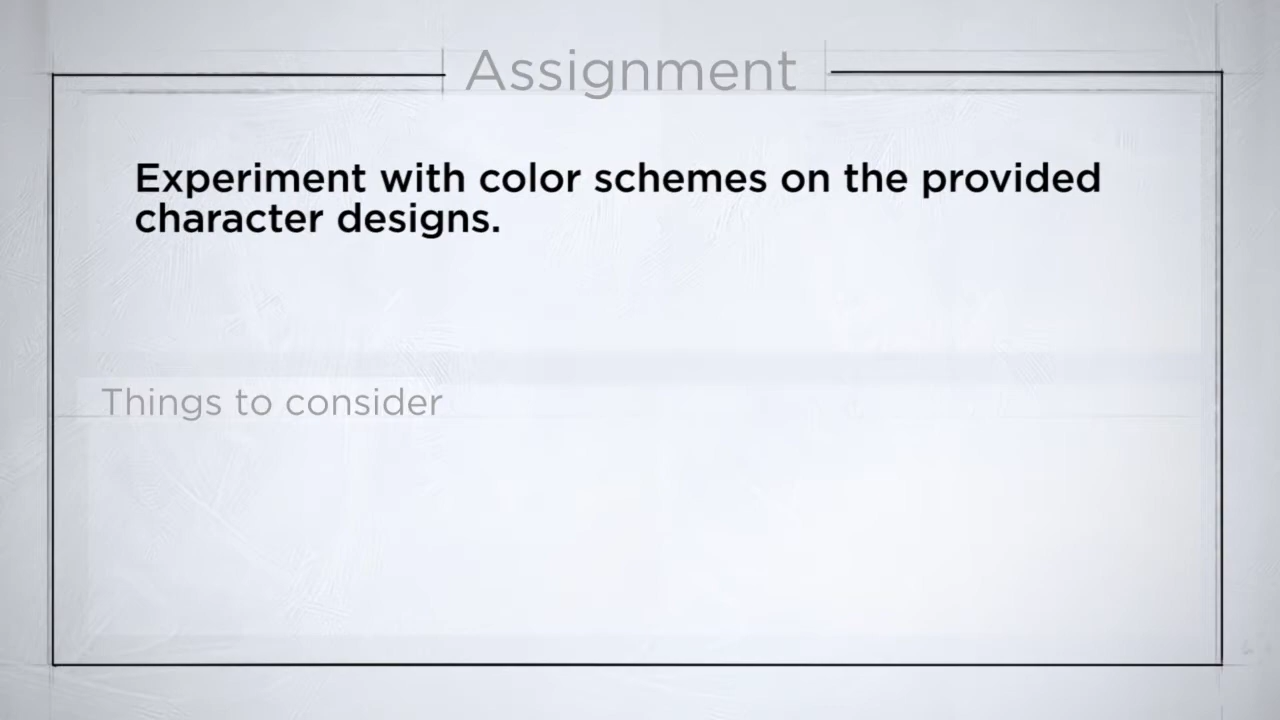 Assignment
Experiment with color schemes on the provided
character designs.
Things to consider